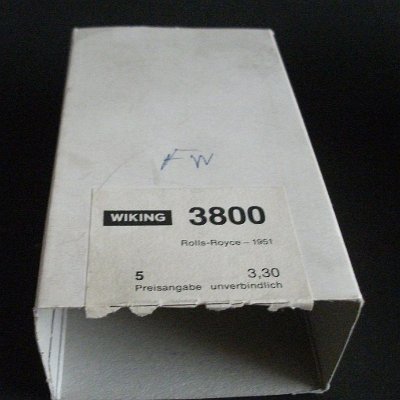 FW
WIKING 3800
Rolls-Royce – 1951
5 3,30
Preisangabe unverbindlich